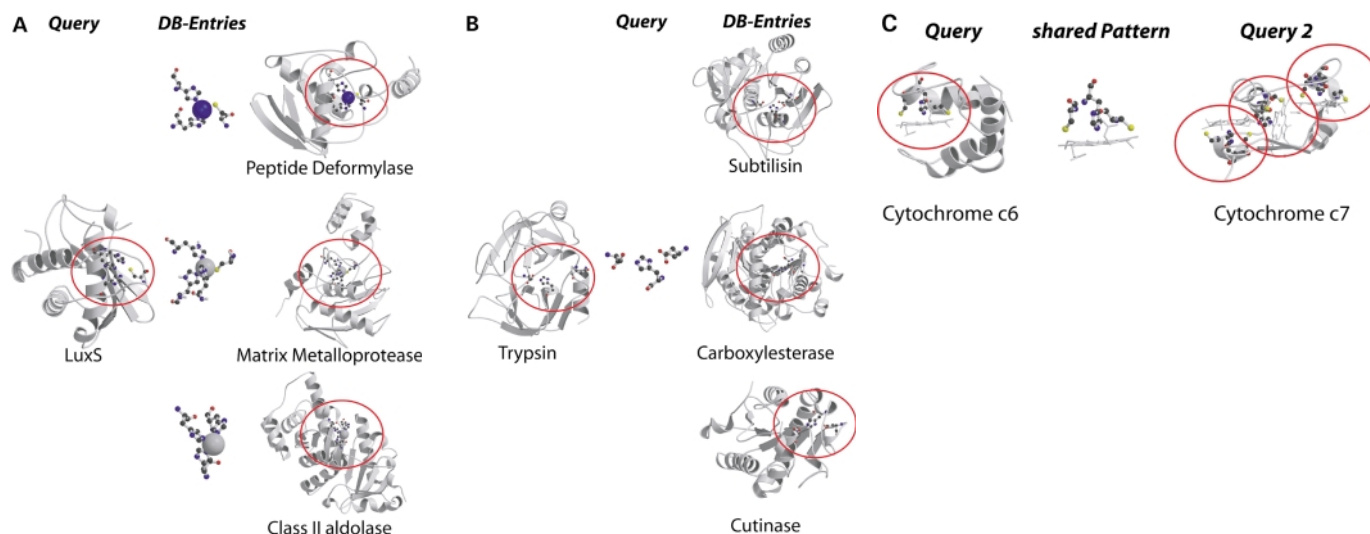 A
Query
DB-Entries
Peptide Deformylase
LuxS
Matrix Metalloprotease
Class II aldolase
B
Query
DB-Entries
Subtilisin
Trypsin
Carboxylesterase
Cutinase
C
Query
shared Pattern
Query 2
Cytochrome c6
Cytochrome c7